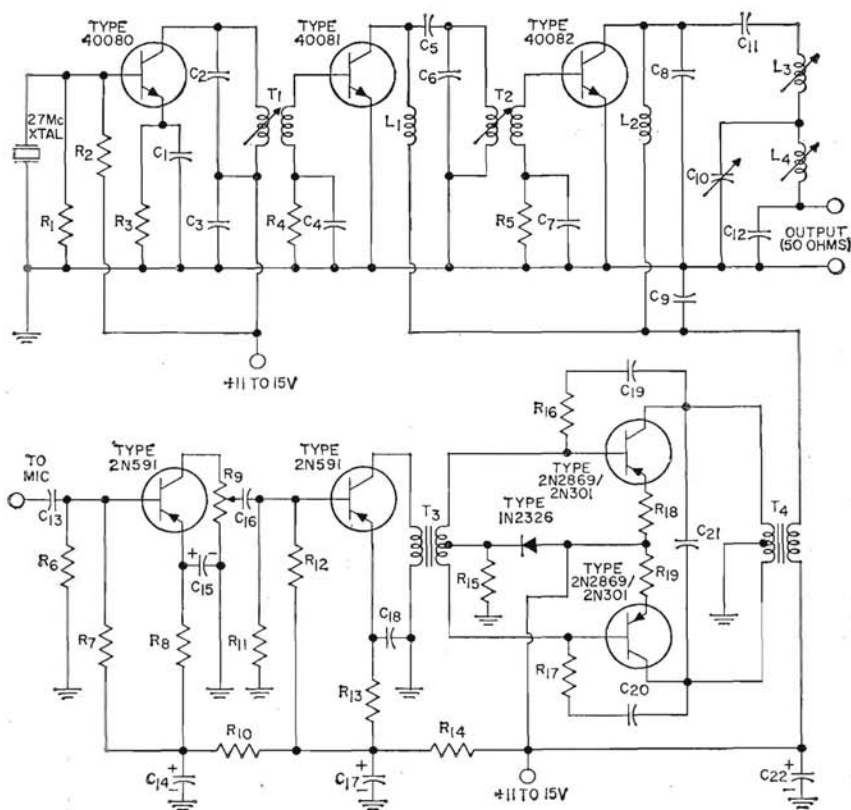 TYPE
40080
TYPE
40081
TYPE
40082
27Mc
XTAL
R1
R2
R3
C1
C2
C3
T1
R4
C4
L1
C5
C6
T2
R5
C7
L2
C8
C9
C10
C11
L3
L4
C12
OUTPUT
(50 OHMS)
+11 TO 15V
TO
MIC
C13
R6
R7
TYPE
2N591
R8
C15
+ -
R9
C16
R10
C14
+
-
R11
R12
TYPE
2N591
R13
C18
C17
+
-
R14
T3
R15
TYPE
1N2326
R16
C19
TYPE
2N2869/
2N301
R18
R19
TYPE
2N2869/
2N301
R17
C20
C21
T4
+11 TO 15V
C22
+
-